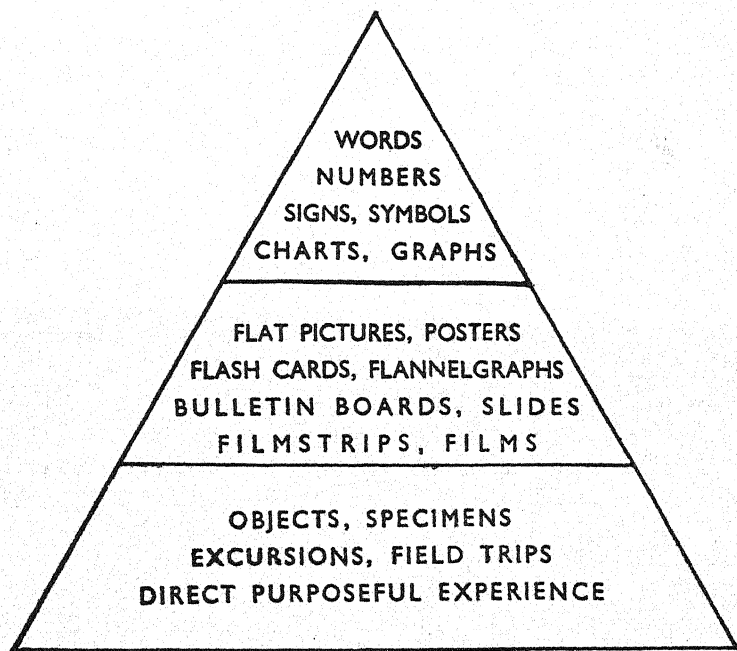 WORDS
NUMBERS
SIGNS, SYMBOLS
CHARTS, GRAPHS
FLAT PICTURES, POSTERS
FLASH CARDS, FLANNELGRAPHS
BULLETIN BOARDS, SLIDES
FILMSTRIPS, FILMS
OBJECTS, SPECIMENS
EXCURSIONS, FIELD TRIPS
DIRECT PURPOSEFUL EXPERIENCE